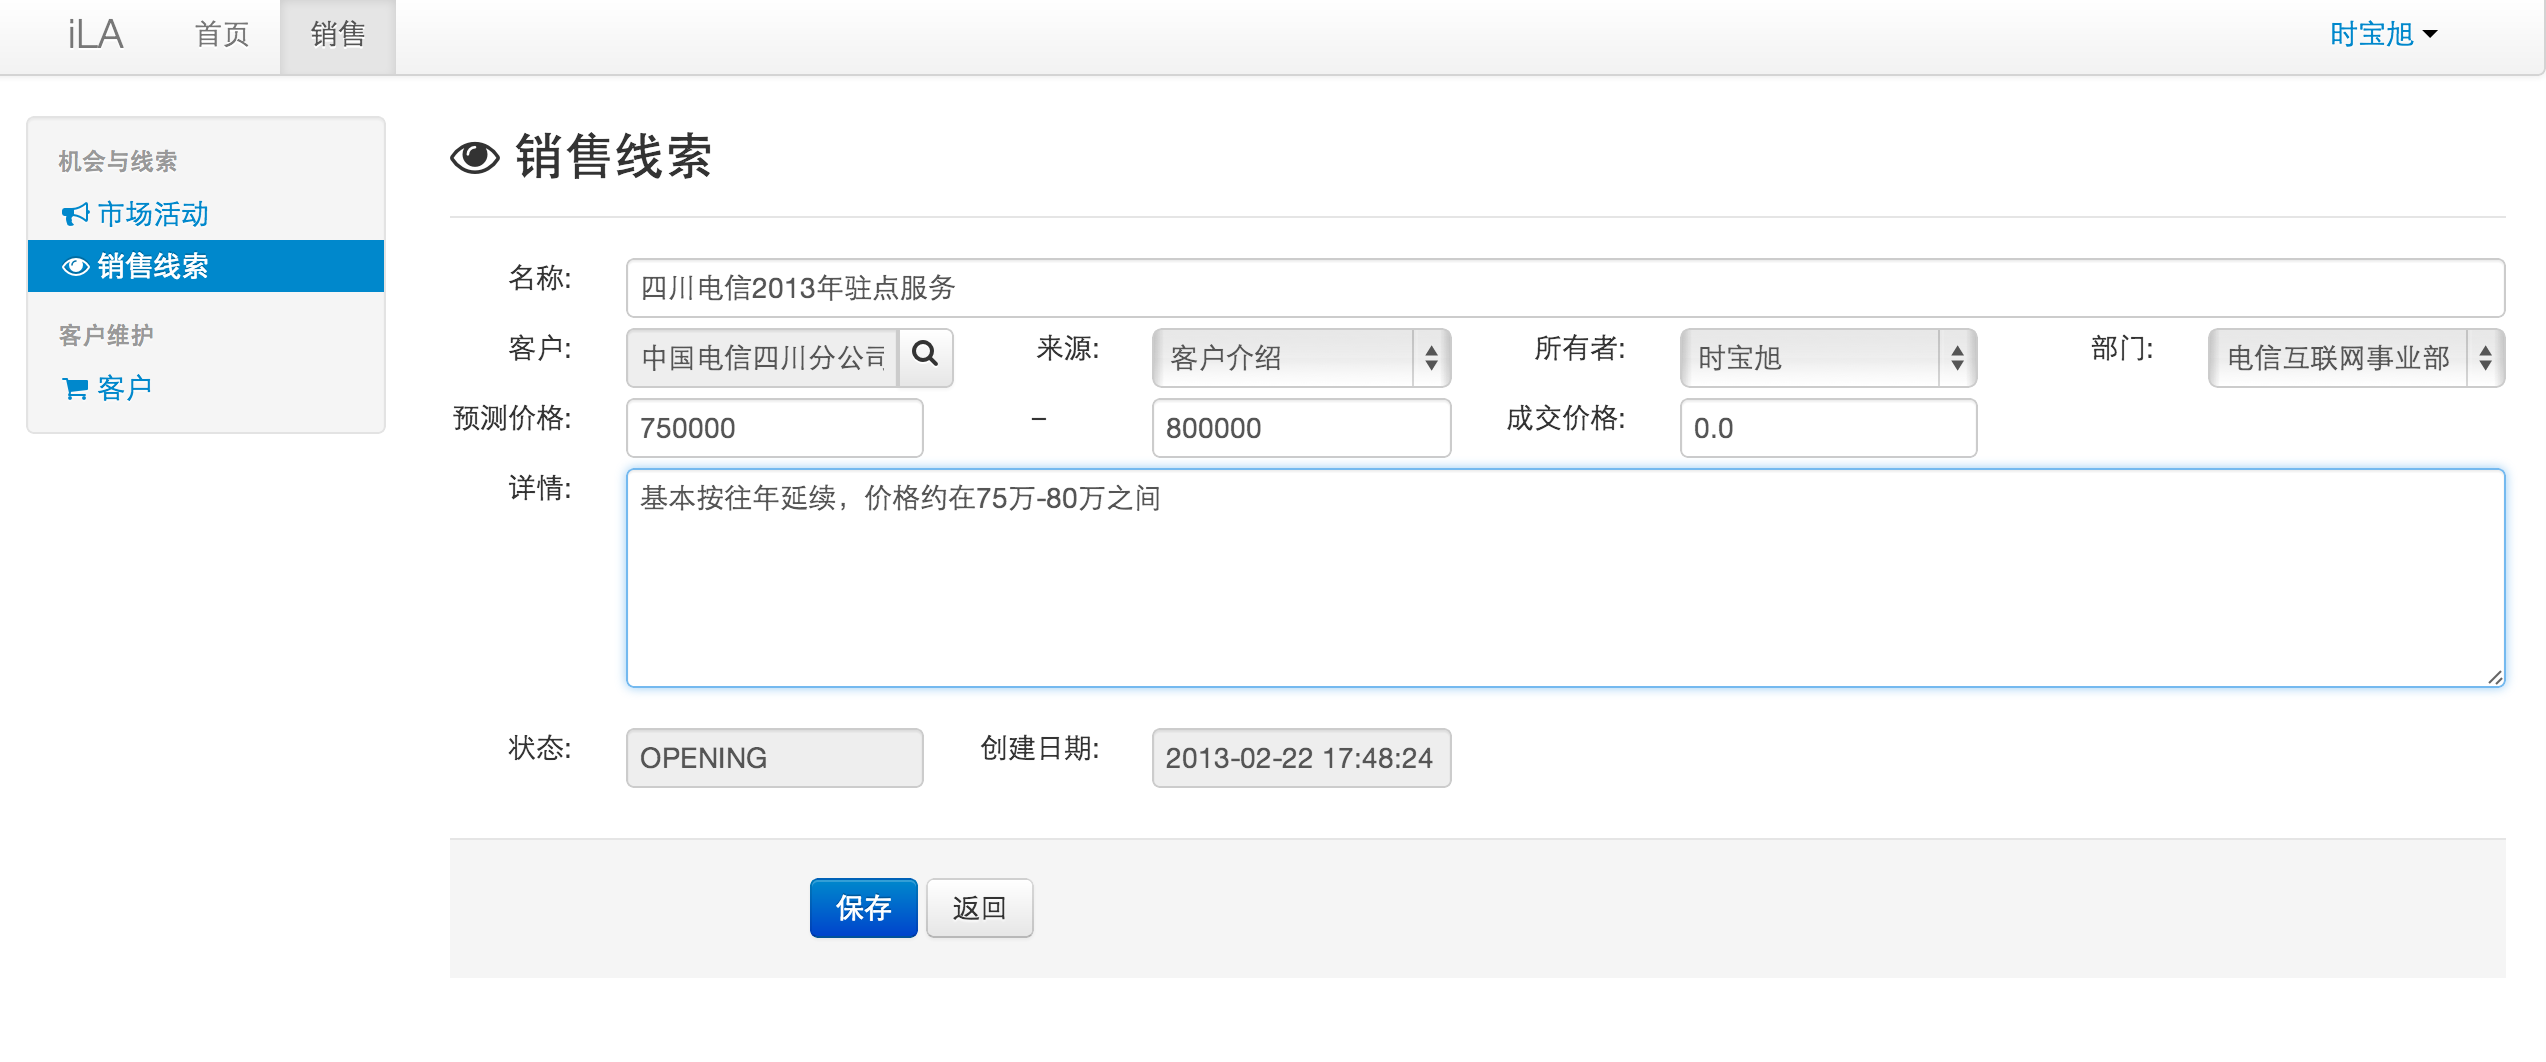 iLA 首页 销售 时宝旭
机会与线索
市场活动
销售线索
客户维护
客户
销售线索
名称: 四川电信2013年驻点服务
客户: 中国电信四川分公司 来源: 客户介绍 所有者: 时宝旭 部门: 电信互联网事业部
预测价格: 750000 – 800000 成交价格: 0.0
详情: 基本按往年延续，价格约在75万-80万之间
状态: OPENING 创建日期: 2013-02-22 17:48:24
保存 返回